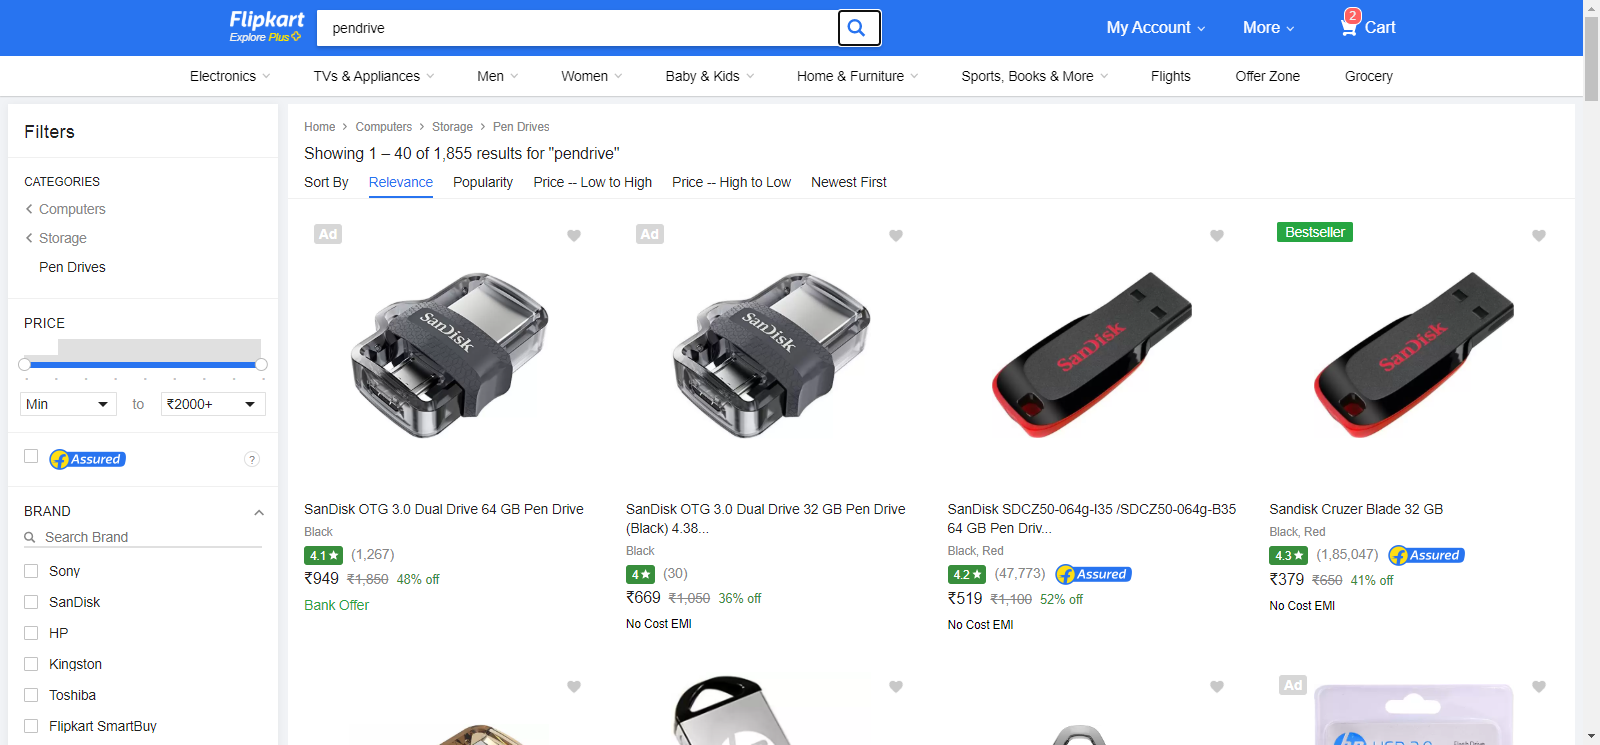 Flipkart
Explore Plus
pendrive
My Account
More
2
Cart
Electronics
TVs & Appliances
Men
Women
Baby & Kids
Home & Furniture
Sports, Books & More
Flights
Offer Zone
Grocery
Filters
CATEGORIES
Computers
Storage
Pen Drives
PRICE
Min
to
₹2000+
Assured
?
BRAND
Search Brand
Sony
SanDisk
HP
Kingston
Toshiba
Flipkart SmartBuy
Home
Computers
Storage
Pen Drives
Showing 1 – 40 of 1,855 results for "pendrive"
Sort By
Relevance
Popularity
Price -- Low to High
Price -- High to Low
Newest First
Ad
SanDisk
SanDisk OTG 3.0 Dual Drive 64 GB Pen Drive
Black
4.1★ (1,267)
₹949 ₹1,850 48% off
Bank Offer
Ad
SanDisk
SanDisk OTG 3.0 Dual Drive 32 GB Pen Drive
(Black) 4.38...
Black
4★ (30)
₹669 ₹1,050 36% off
No Cost EMI
SanDisk
SanDisk SDCZ50-064g-I35 /SDCZ50-064g-B35
64 GB Pen Driv...
Black, Red
4.2★ (47,773) Assured
₹519 ₹1,100 52% off
No Cost EMI
Bestseller
SanDisk
Sandisk Cruzer Blade 32 GB
Black, Red
4.3★ (1,85,047) Assured
₹379 ₹650 41% off
No Cost EMI
Ad